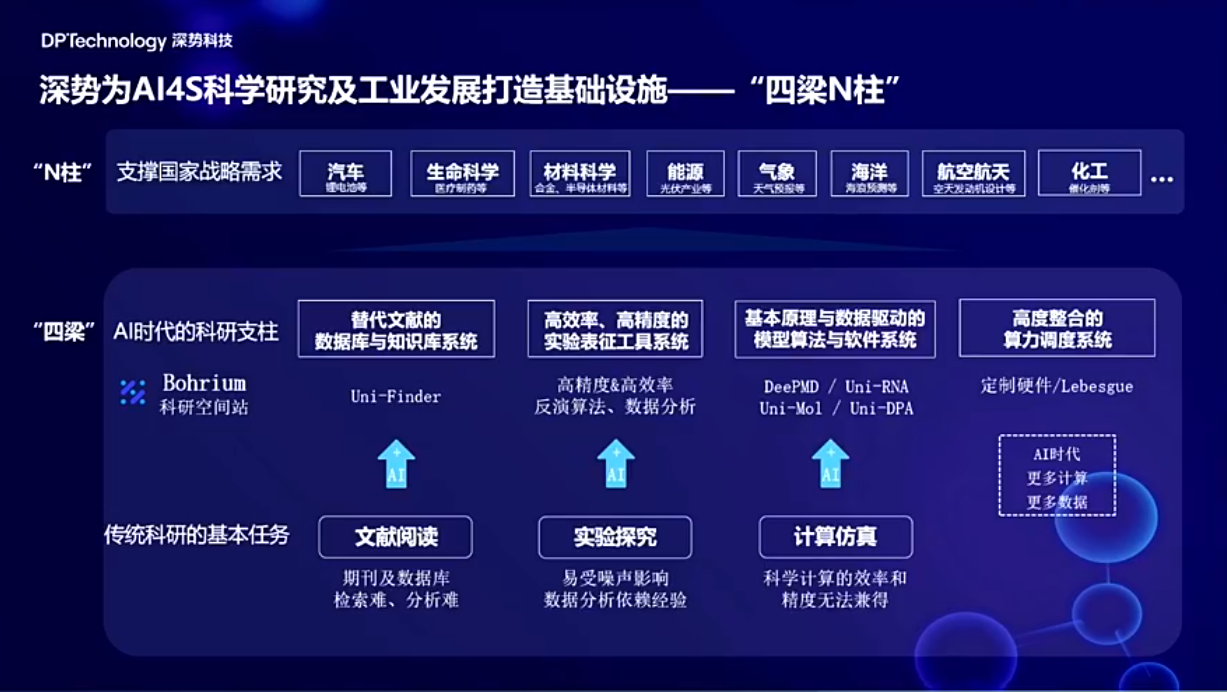 DP Technology 深势科技
深势为AI4S科学研究及工业发展打造基础设施——“四梁N柱”
“N柱” 支撑国家战略需求
汽车
锂电池等
生命科学
医疗制药等
材料科学
合金、半导体材料等
能源
光伏产业等
气象
天气预报等
海洋
海浪预测等
航空航天
空天发动机设计等
化工
催化剂等
...
“四梁” AI时代的科研支柱
替代文献的
数据库与知识库系统
高效率、高精度的
实验表征工具系统
基本原理与数据驱动的
模型算法与软件系统
高度整合的
算力调度系统
Bohrium
科研空间站
Uni-Finder
高精度&高效率
反演算法、数据分析
DeePMD / Uni-RNA
Uni-Mol / Uni-DPA
定制硬件/Lebesgue
+
AI
+
AI
+
AI
AI时代
更多计算
更多数据
传统科研的基本任务
文献阅读
期刊及数据库
检索难、分析难
实验探究
易受噪声影响
数据分析依赖经验
计算仿真
科学计算的效率和
精度无法兼得